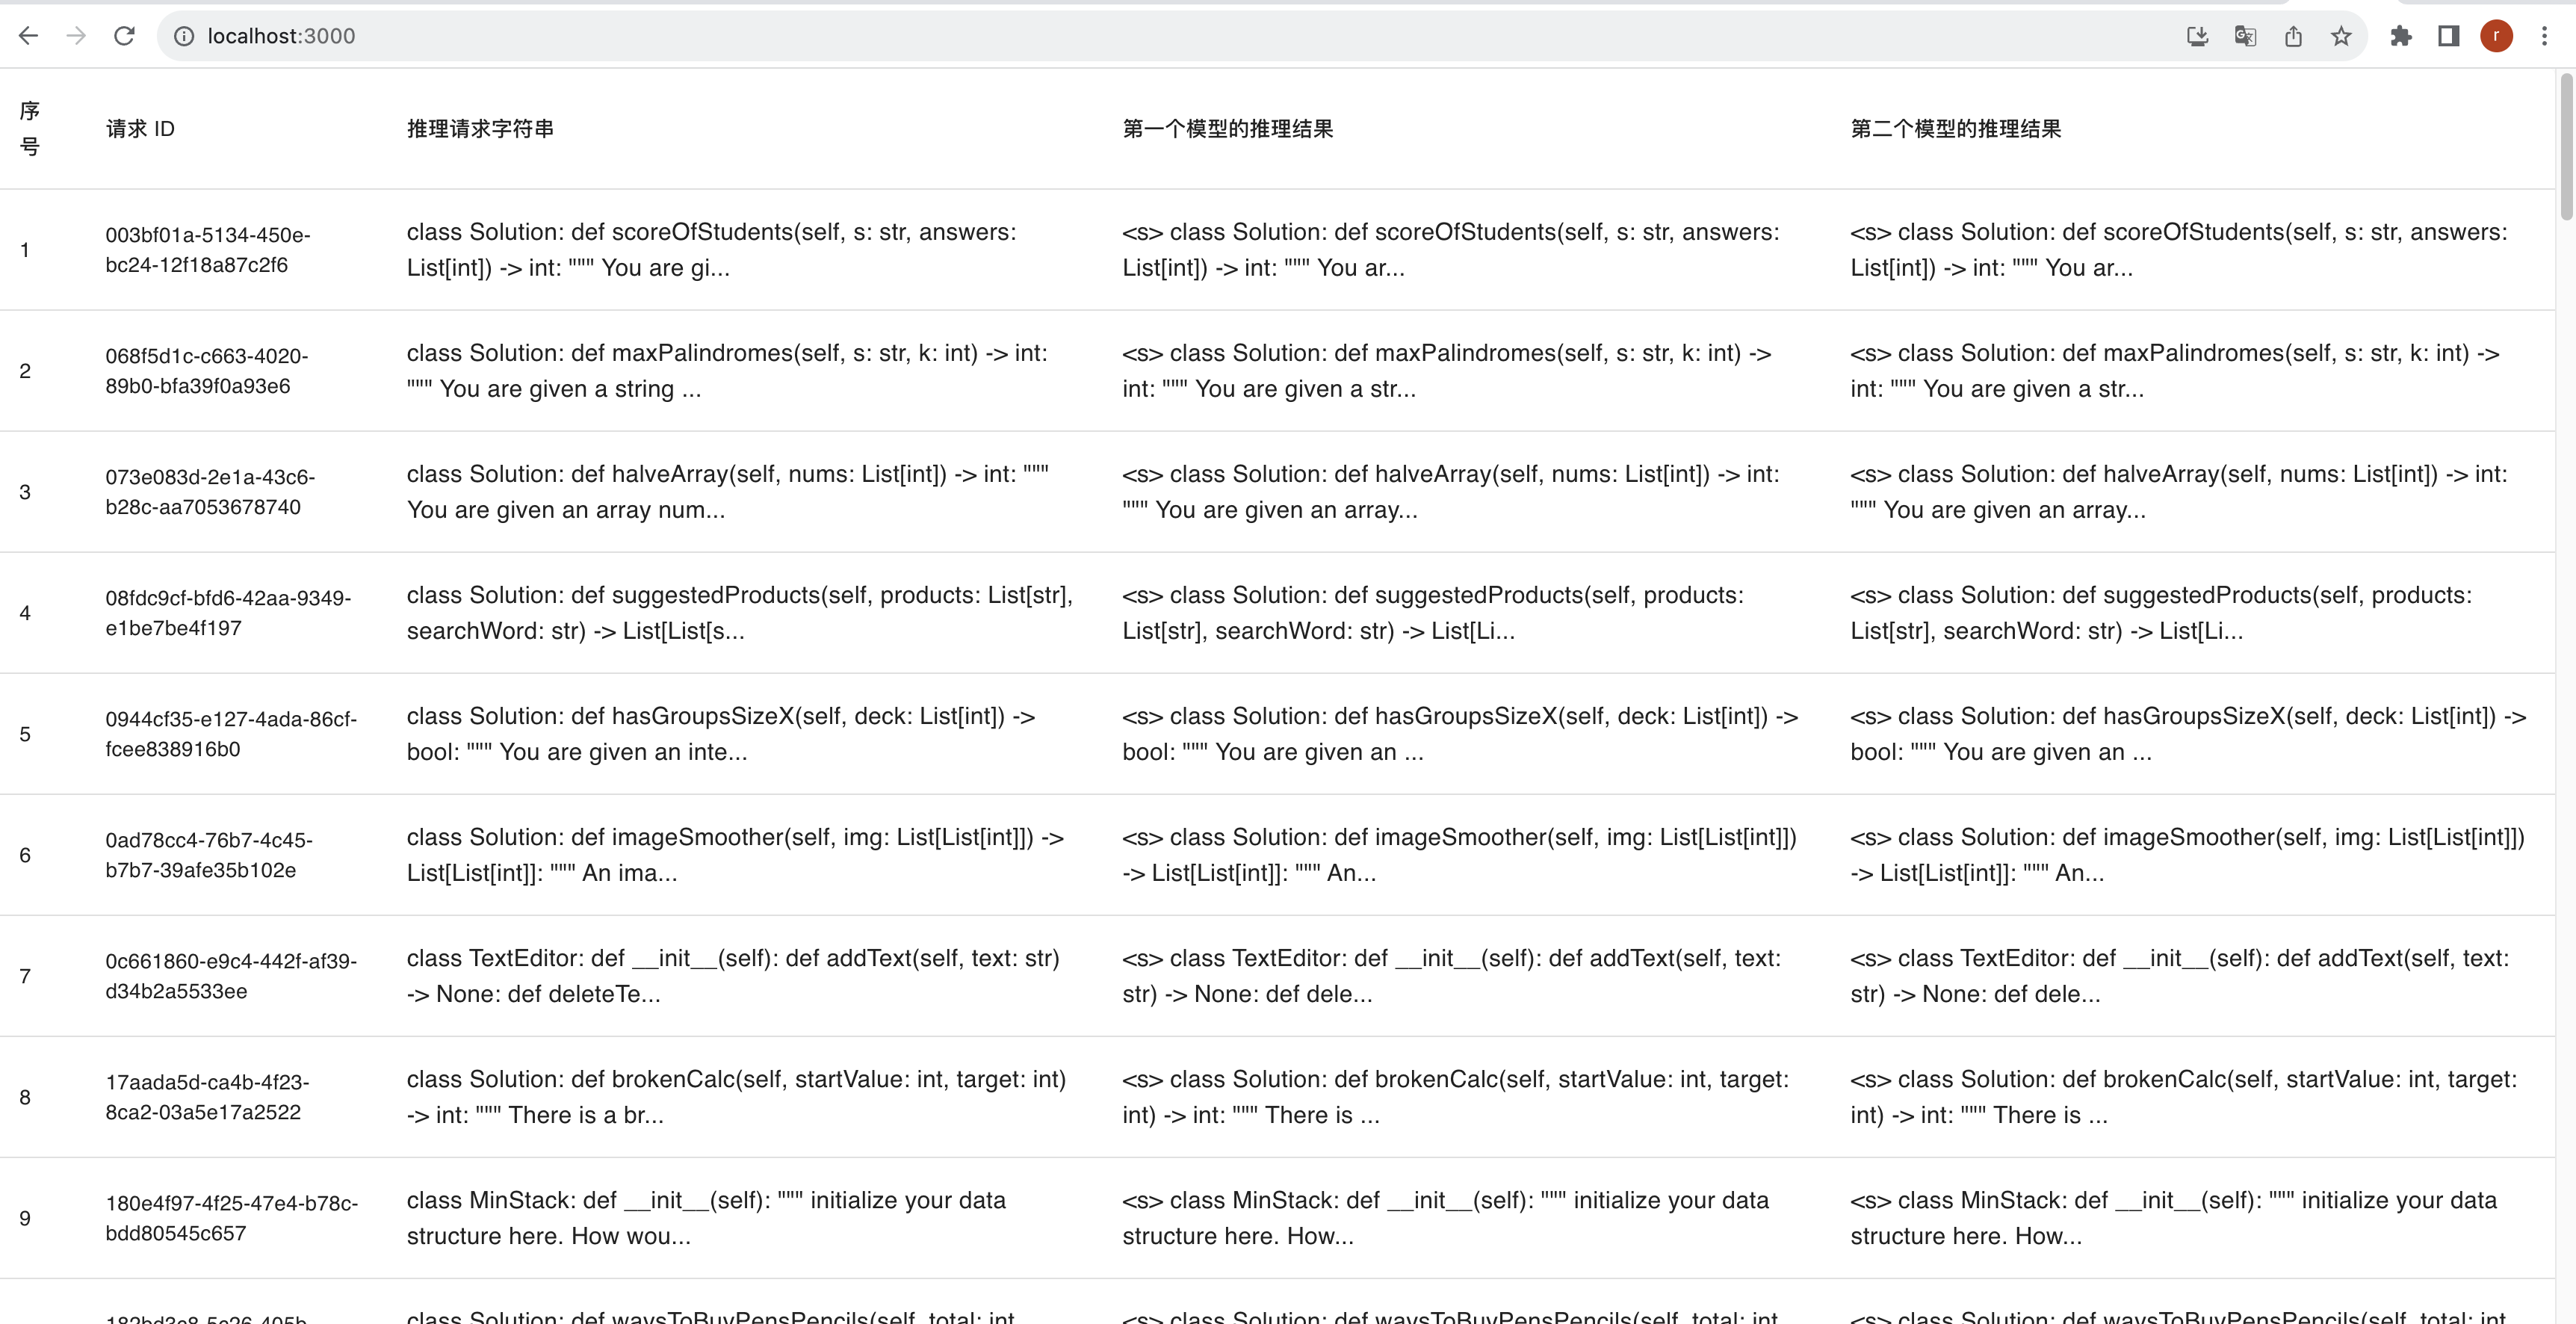 localhost:3000
r
序
号
请求 ID
推理请求字符串
第一个模型的推理结果
第二个模型的推理结果
1
003bf01a-5134-450e-
bc24-12f18a87c2f6
class Solution: def scoreOfStudents(self, s: str, answers:
List[int]) -> int: """ You are gi...
<s> class Solution: def scoreOfStudents(self, s: str, answers:
List[int]) -> int: """ You ar...
<s> class Solution: def scoreOfStudents(self, s: str, answers:
List[int]) -> int: """ You ar...
2
068f5d1c-c663-4020-
89b0-bfa39f0a93e6
class Solution: def maxPalindromes(self, s: str, k: int) -> int:
""" You are given a string ...
<s> class Solution: def maxPalindromes(self, s: str, k: int) ->
int: """ You are given a str...
<s> class Solution: def maxPalindromes(self, s: str, k: int) ->
int: """ You are given a str...
3
073e083d-2e1a-43c6-
b28c-aa7053678740
class Solution: def halveArray(self, nums: List[int]) -> int: """
You are given an array num...
<s> class Solution: def halveArray(self, nums: List[int]) -> int:
""" You are given an array...
<s> class Solution: def halveArray(self, nums: List[int]) -> int:
""" You are given an array...
4
08fdc9cf-bfd6-42aa-9349-
e1be7be4f197
class Solution: def suggestedProducts(self, products: List[str],
searchWord: str) -> List[List[s...
<s> class Solution: def suggestedProducts(self, products:
List[str], searchWord: str) -> List[Li...
<s> class Solution: def suggestedProducts(self, products:
List[str], searchWord: str) -> List[Li...
5
0944cf35-e127-4ada-86cf-
fcee838916b0
class Solution: def hasGroupsSizeX(self, deck: List[int]) ->
bool: """ You are given an inte...
<s> class Solution: def hasGroupsSizeX(self, deck: List[int]) ->
bool: """ You are given an ...
<s> class Solution: def hasGroupsSizeX(self, deck: List[int]) ->
bool: """ You are given an ...
6
0ad78cc4-76b7-4c45-
b7b7-39afe35b102e
class Solution: def imageSmoother(self, img: List[List[int]]) ->
List[List[int]]: """ An ima...
<s> class Solution: def imageSmoother(self, img: List[List[int]])
-> List[List[int]]: """ An...
<s> class Solution: def imageSmoother(self, img: List[List[int]])
-> List[List[int]]: """ An...
7
0c661860-e9c4-442f-af39-
d34b2a5533ee
class TextEditor: def __init__(self): def addText(self, text: str)
-> None: def deleteTe...
<s> class TextEditor: def __init__(self): def addText(self, text:
str) -> None: def dele...
<s> class TextEditor: def __init__(self): def addText(self, text:
str) -> None: def dele...
8
17aada5d-ca4b-4f23-
8ca2-03a5e17a2522
class Solution: def brokenCalc(self, startValue: int, target: int)
-> int: """ There is a br...
<s> class Solution: def brokenCalc(self, startValue: int, target:
int) -> int: """ There is ...
<s> class Solution: def brokenCalc(self, startValue: int, target:
int) -> int: """ There is ...
9
180e4f97-4f25-47e4-b78c-
bdd80545c657
class MinStack: def __init__(self): """ initialize your data
structure here. How wou...
<s> class MinStack: def __init__(self): """ initialize your data
structure here. How...
<s> class MinStack: def __init__(self): """ initialize your data
structure here. How...
class Solution: def waysToBuyPensPencils(self, total: int
<s> class Solution: def waysToBuyPensPencils(self, total: int
<s> class Solution: def waysToBuyPensPencils(self, total: int